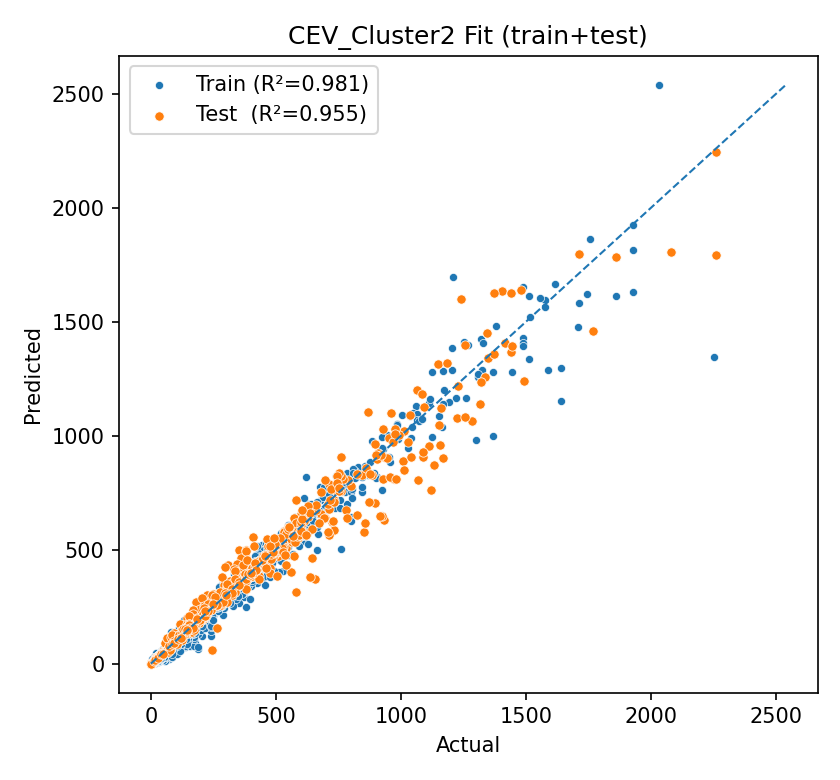 CEV_Cluster2 Fit (train+test)
Train (R²=0.981)
Test  (R²=0.955)
2500
2000
1500
1000
500
0
Predicted
0 500 1000 1500 2000 2500
Actual